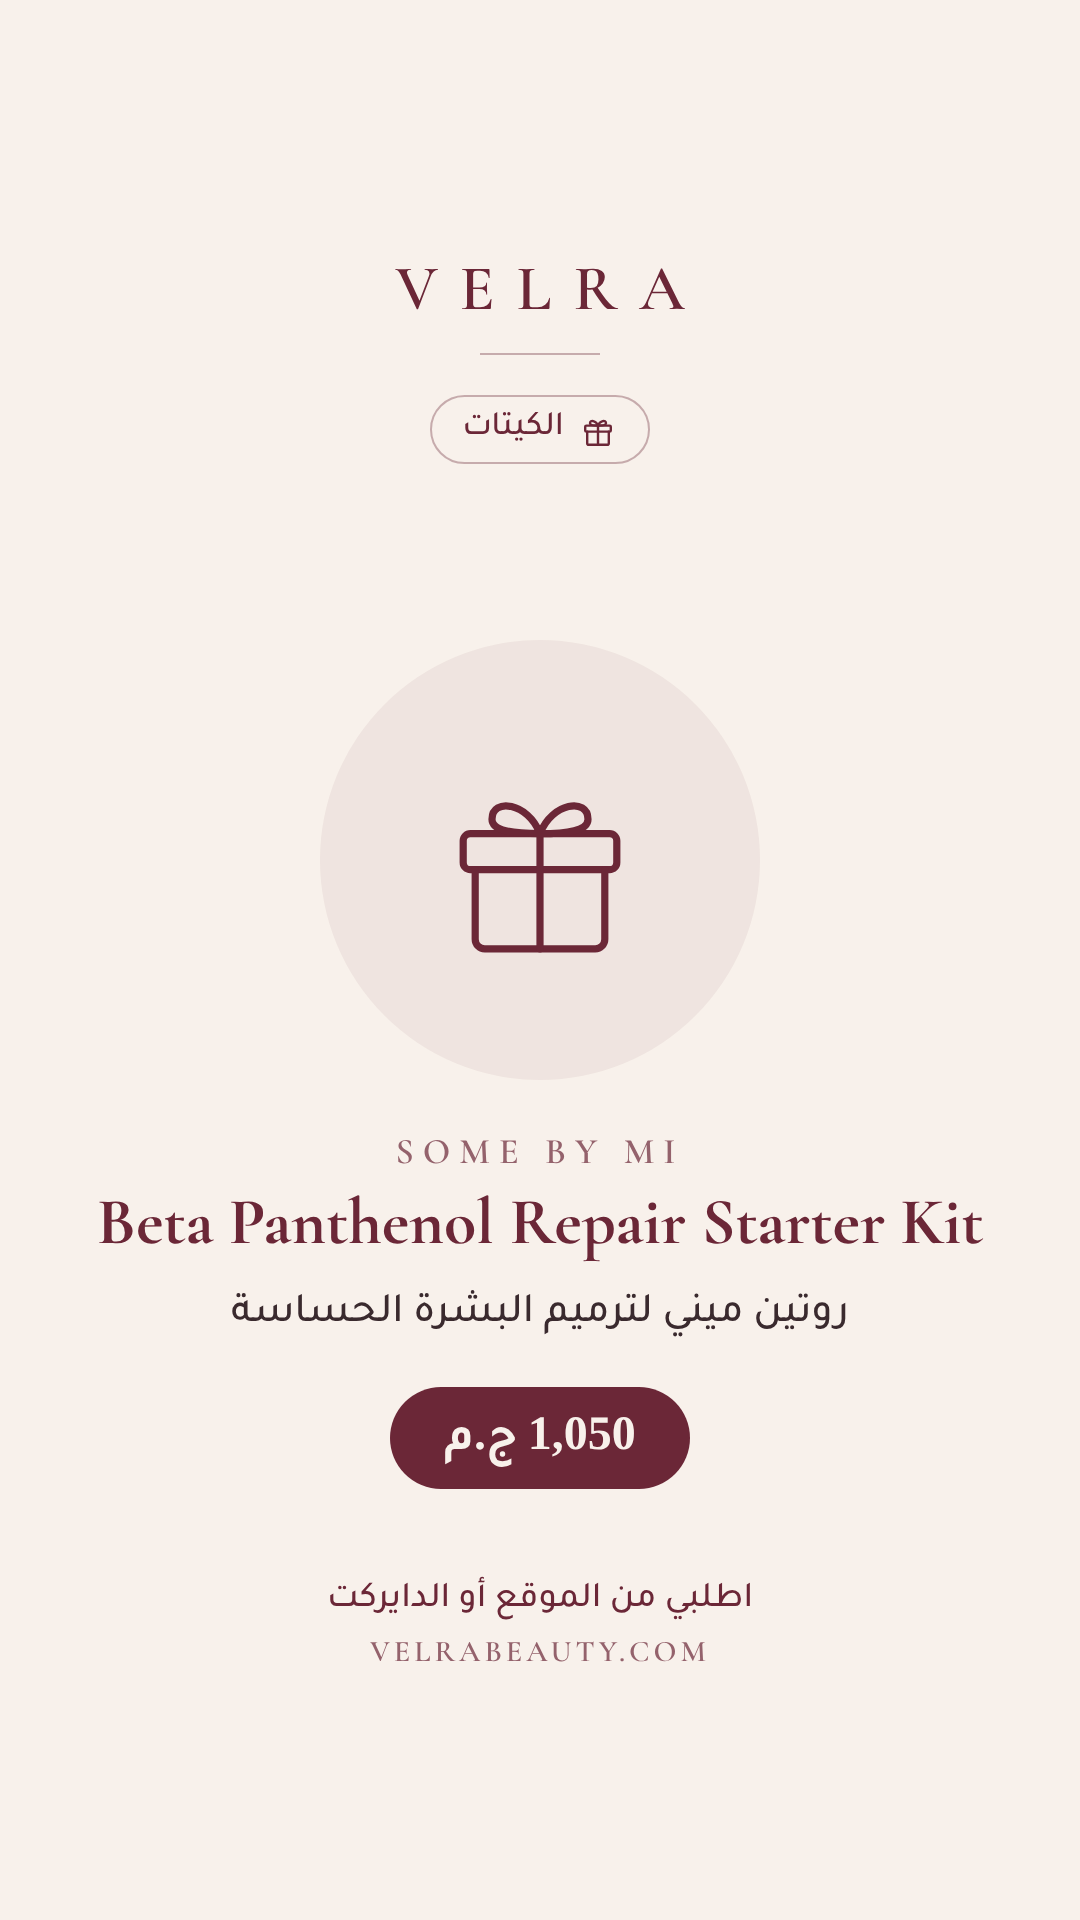 VELRA
الكيتات
SOME BY MI
Beta Panthenol Repair Starter Kit
روتين ميني لترميم البشرة الحساسة
1,050 ج.م
اطلبي من الموقع أو الدايركت
VELRABEAUTY.COM